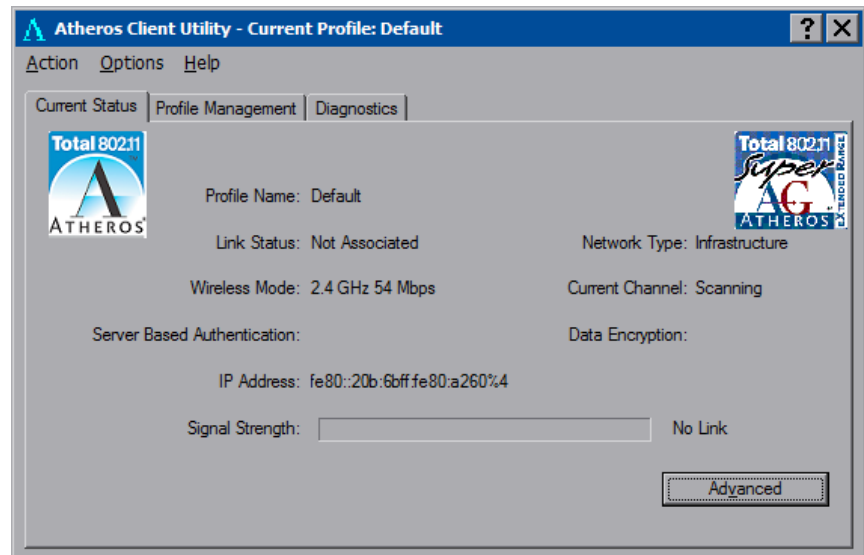 Atheros Client Utility - Current Profile: Default
Action Options Help
Current Status Profile Management Diagnostics
Total 802.11
ATHEROS
Total 802.11
Super
AG
ATHEROS
EXTENDED RANGE
Profile Name: Default
Link Status: Not Associated
Network Type: Infrastructure
Wireless Mode: 2.4 GHz 54 Mbps
Current Channel: Scanning
Server Based Authentication:
Data Encryption:
IP Address: fe80::20b:6bff:fe80:a260%4
Signal Strength:
No Link
Advanced